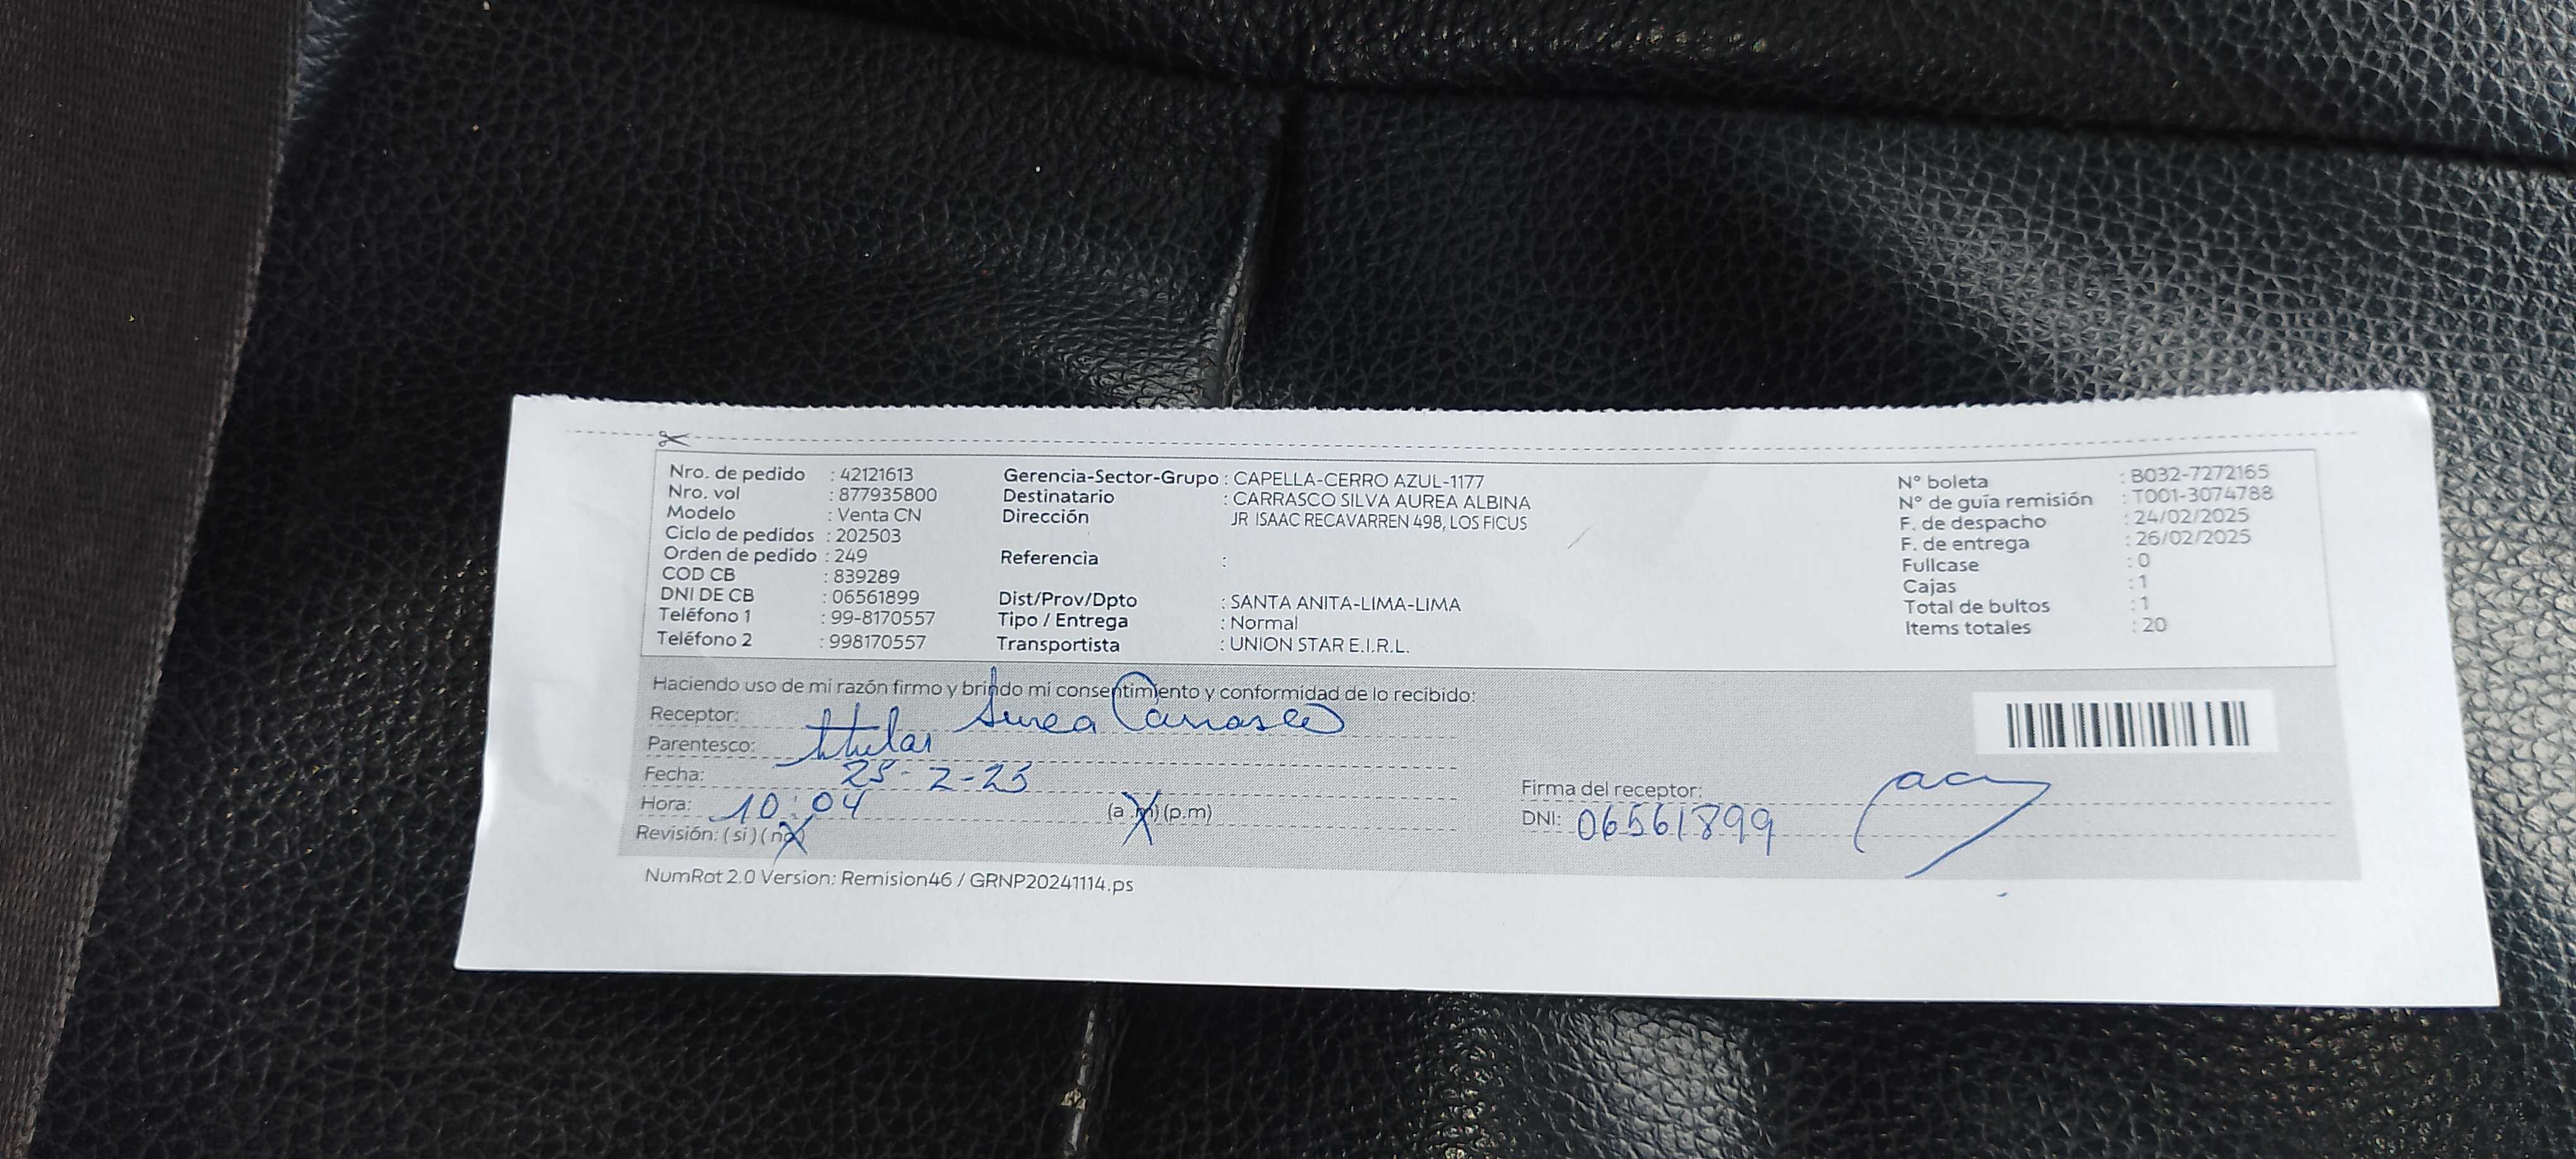 Nro. de pedido : 42121613
Nro. vol : 877935800
Modelo : Venta CN
Ciclo de pedidos : 202503
Orden de pedido : 249
COD CB : 839289
DNI DE CB : 06561899
Teléfono 1 : 99-8170557
Teléfono 2 : 998170557
Gerencia-Sector-Grupo : CAPELLA-CERRO AZUL-1177
Destinatario : CARRASCO SILVA AUREA ALBINA
Dirección JR ISAAC RECAVARREN 498, LOS FICUS
Referencia :
Dist/Prov/Dpto : SANTA ANITA-LIMA-LIMA
Tipo / Entrega : Normal
Transportista : UNION STAR E.I.R.L.
N° boleta : B032-7272165
N° de guía remisión : T001-3074788
F. de despacho : 24/02/2025
F. de entrega : 26/02/2025
Fullcase : 0
Cajas : 1
Total de bultos : 1
Items totales : 20
Haciendo uso de mi razón firmo y brindo mi consentimiento y conformidad de lo recibido:
Receptor: Aurea Carrasco
Parentesco: titular
Fecha: 25-2-25
Hora: 10:04 (a.m) (p.m)
Revisión: (si) (no)
Firma del receptor:
DNI: 06561899
NumRot 2.0 Version: Remision46 / GRNP20241114.ps